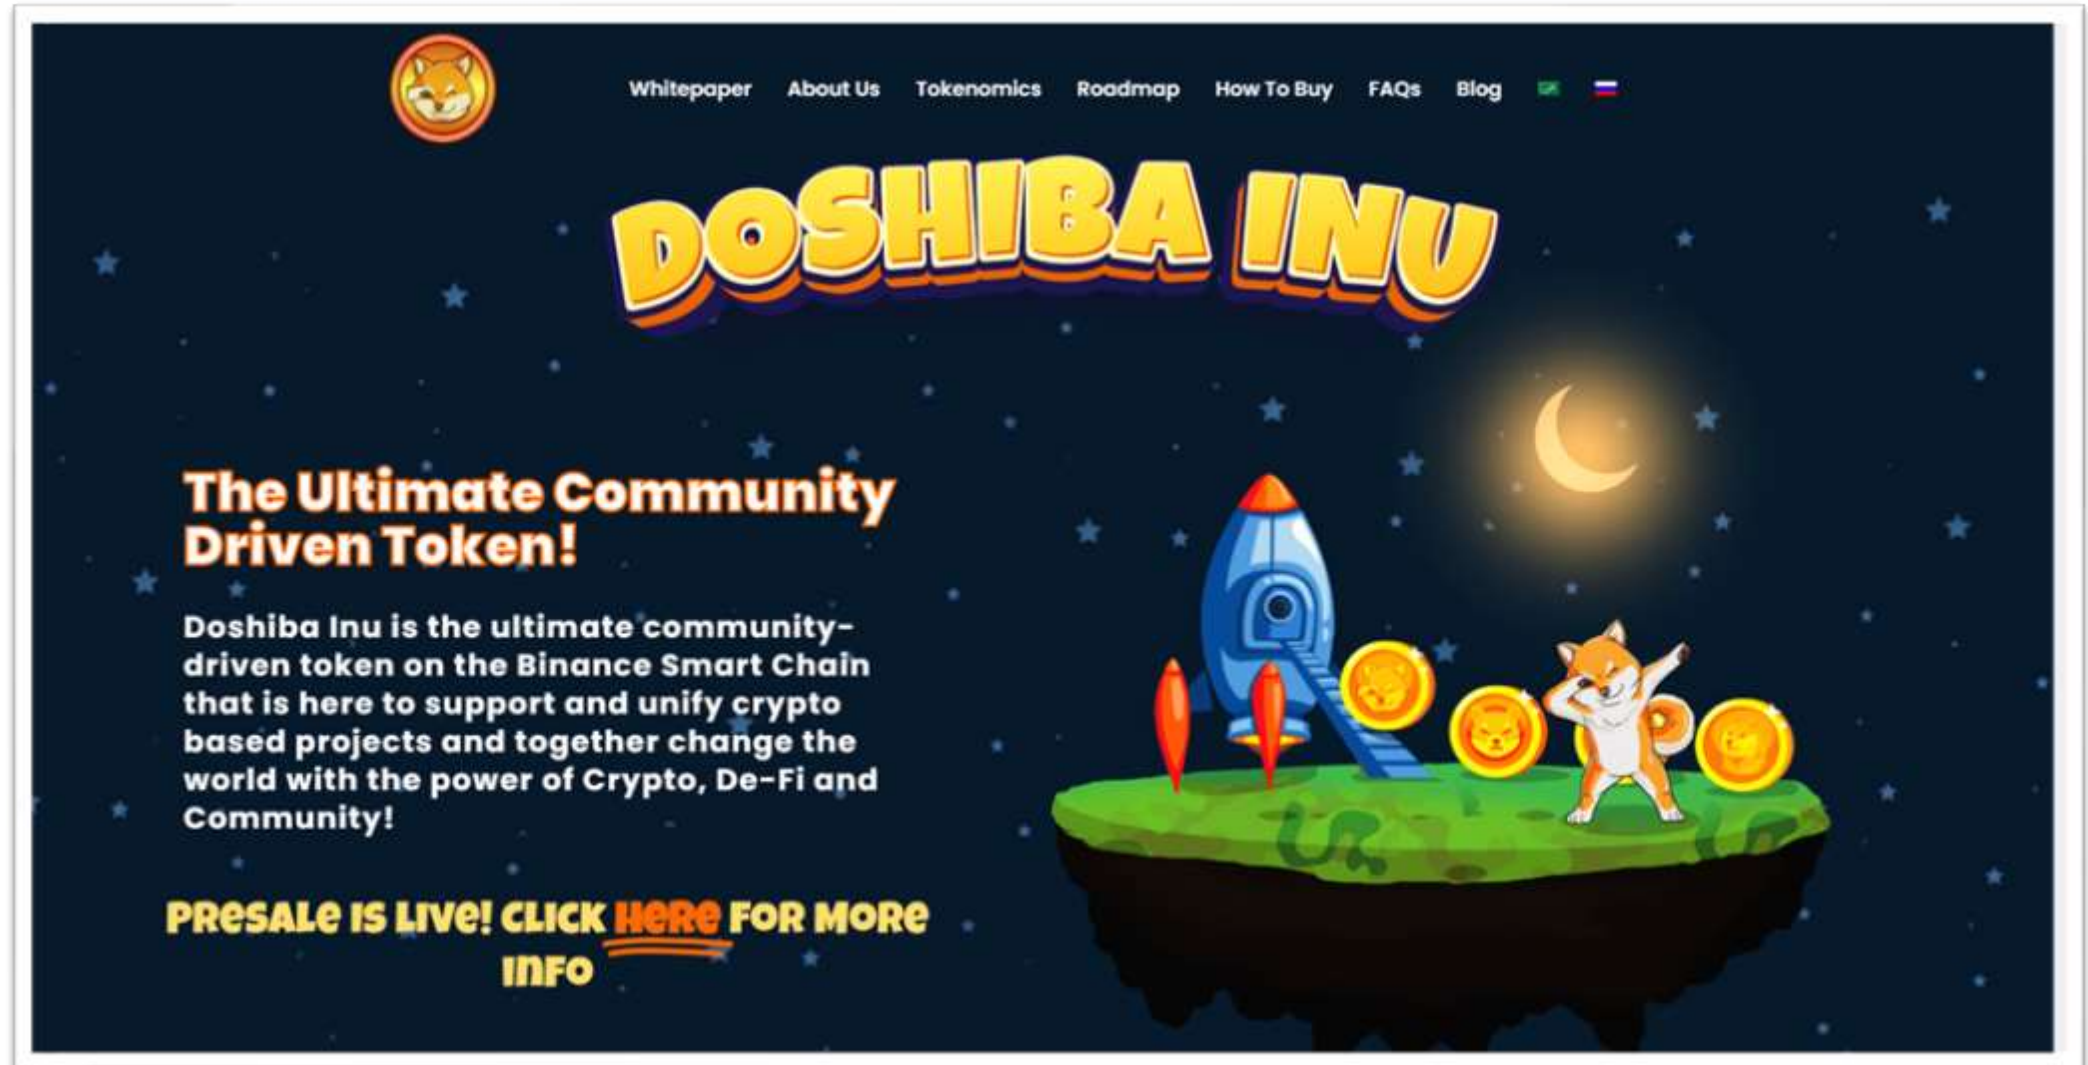 Whitepaper About Us Tokenomics Roadmap How To Buy FAQs Blog
DOSHIBA INU
The Ultimate Community
Driven Token!
Doshiba Inu is the ultimate community-
driven token on the Binance Smart Chain
that is here to support and unify crypto
based projects and together change the
world with the power of Crypto, De-Fi and
Community!
PRESALE IS LIVE! CLICK HERE FOR MORE
INFO